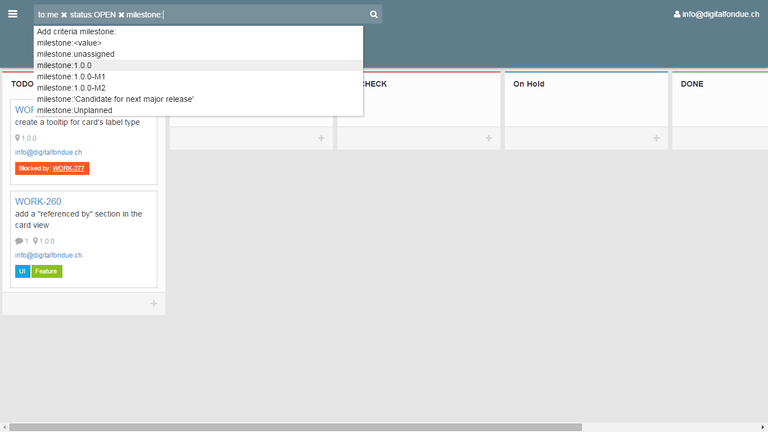 to:me ✖ status:OPEN ✖ milestone:
info@digitalfondue.ch
Add criteria milestone:
milestone:<value>
milestone:unassigned
milestone:1.0.0
milestone:1.0.0-M1
milestone:1.0.0-M2
milestone:'Candidate for next major release'
milestone:Unplanned
TODO
CHECK
On Hold
DONE
create a tooltip for card's label type
1.0.0
info@digitalfondue.ch
Blocked by: WORK-277
WORK-260
add a "referenced by" section in the
card view
1 1.0.0
info@digitalfondue.ch
UI Feature